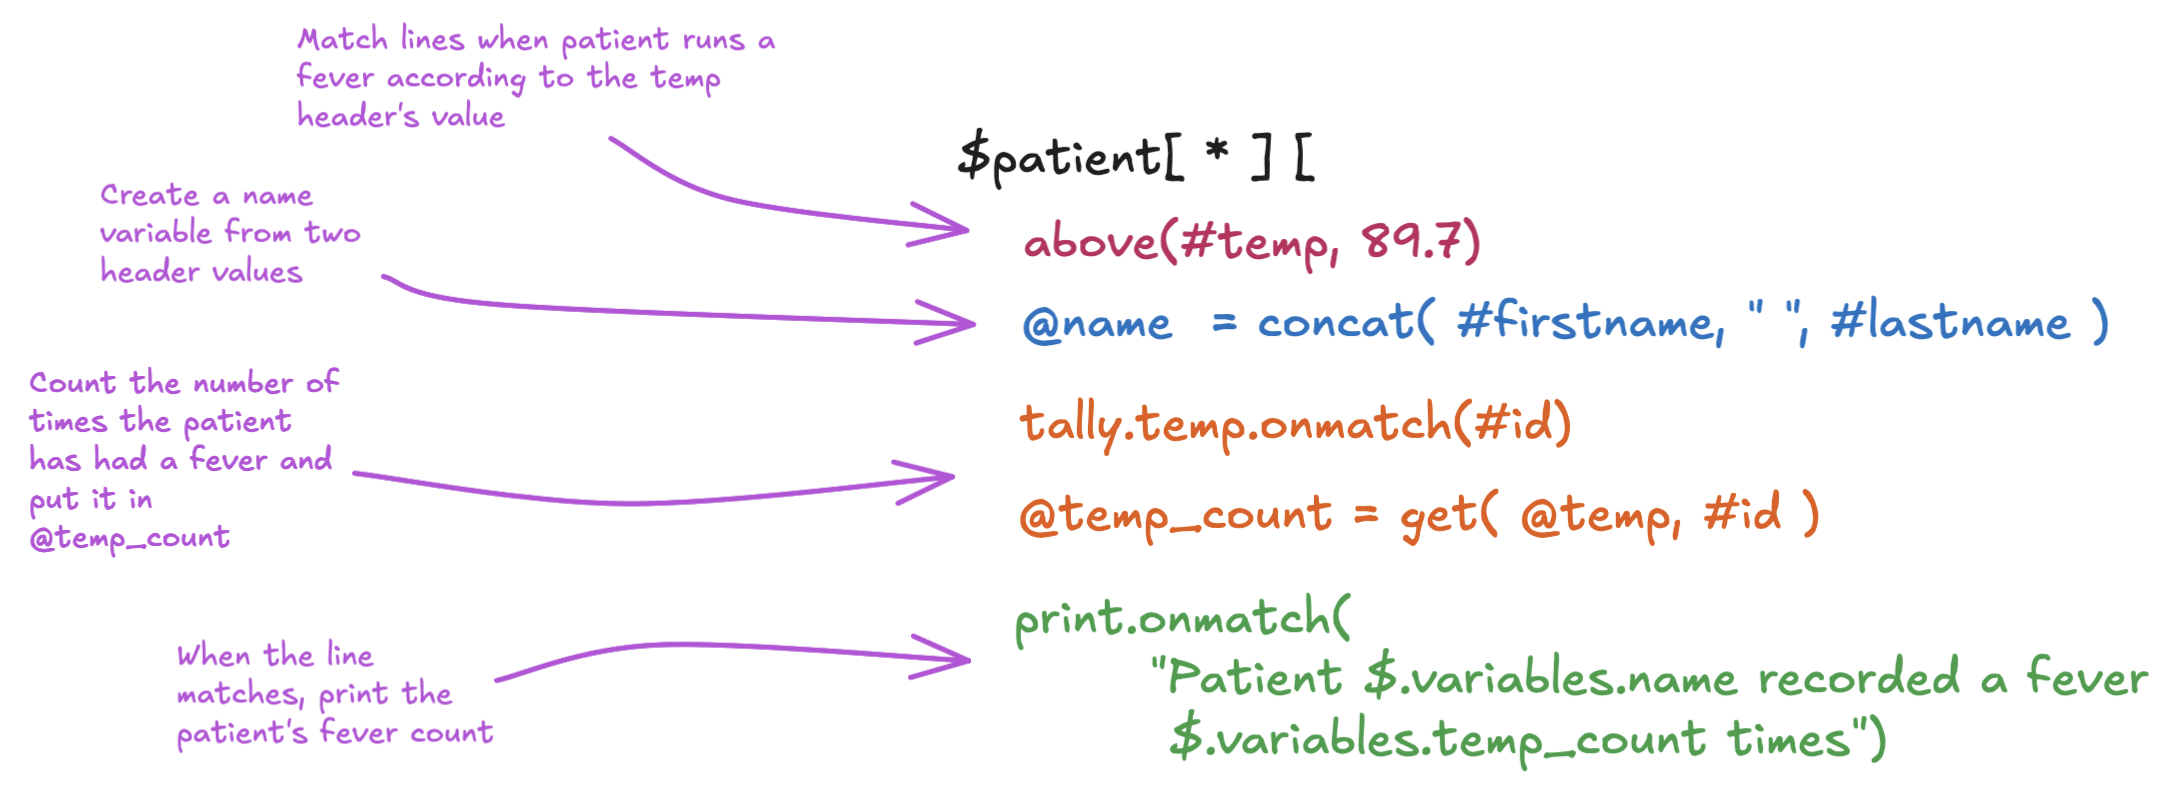 Match lines when patient runs a
fever according to the temp
header's value
Create a name
variable from two
header values
Count the number of
times the patient
has had a fever and
put it in
@temp_count
When the line
matches, print the
patient's fever count
$patient[ * ] [
above(#temp, 89.7)
@name = concat( #firstname, " ", #lastname )
tally.temp.onmatch(#id)
@temp_count = get( @temp, #id )
print.onmatch(
"Patient $.variables.name recorded a fever
$.variables.temp_count times")